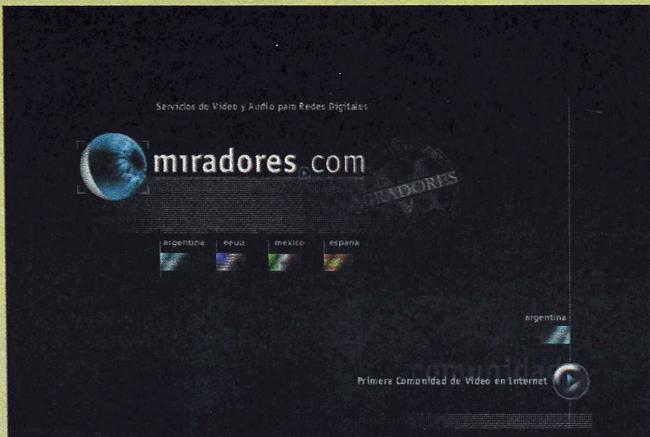 Servicios de Video y Audio para Redes Digitales
miradores.com
MIRADORES
argentina eeuu mexico españa
argentina
comunida
Primera Comunidad de Video en Internet